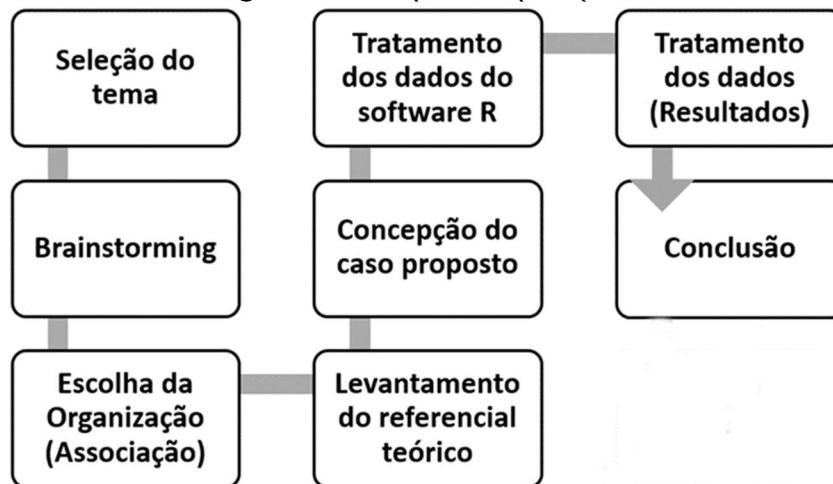 Seleção do
tema
Brainstorming
Escolha da
Organização
(Associação)
Levantamento
do referencial
teórico
Concepção do
caso proposto
Tratamento
dos dados do
software R
Tratamento
dos dados
(Resultados)
Conclusão